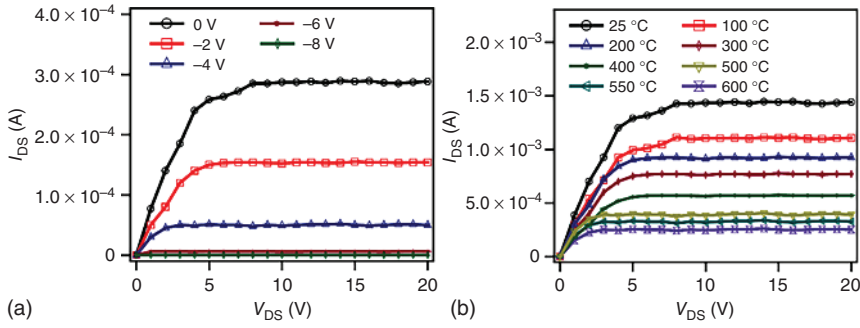 4.0 × 10⁻⁴
3.0 × 10⁻⁴
2.0 × 10⁻⁴
1.0 × 10⁻⁴
0
I_DS (A)
0 V
–2 V
–4 V
–6 V
–8 V
0 5 10 15 20
V_DS (V)
(a)
2.0 × 10⁻³
1.5 × 10⁻³
1.0 × 10⁻³
5.0 × 10⁻⁴
0
I_DS (A)
25 °C 100 °C
200 °C 300 °C
400 °C 500 °C
550 °C 600 °C
0 5 10 15 20
V_DS (V)
(b)